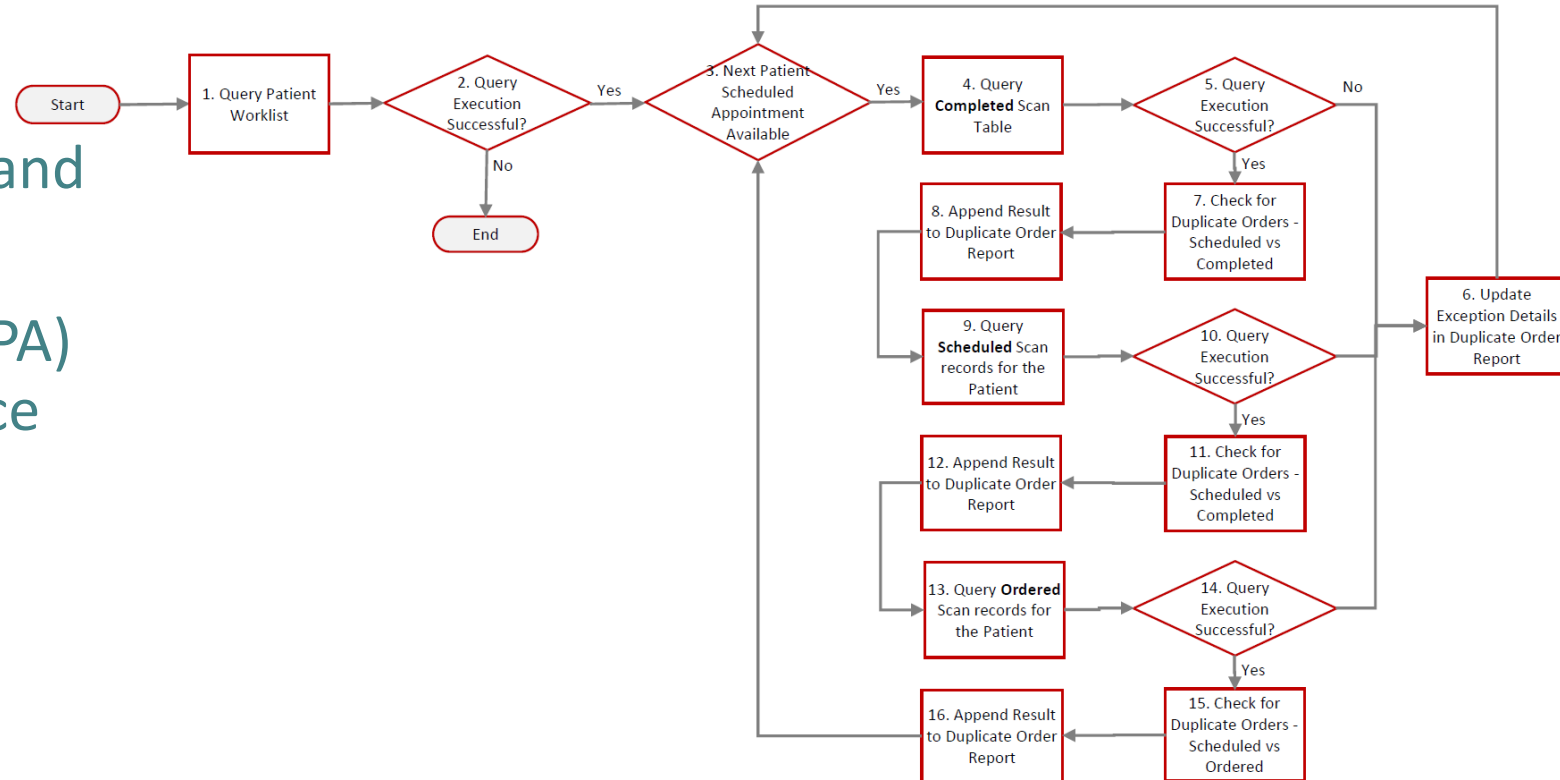 and
PA)
ce
Start
1. Query Patient
Worklist
2. Query
Execution
Successful?
Yes
No
End
3. Next Patient
Scheduled
Appointment
Available
Yes
4. Query
Completed Scan
Table
5. Query
Execution
Successful?
No
Yes
6. Update
Exception Details
in Duplicate Order
Report
7. Check for
Duplicate Orders -
Scheduled vs
Completed
8. Append Result
to Duplicate Order
Report
9. Query
Scheduled Scan
records for the
Patient
10. Query
Execution
Successful?
Yes
11. Check for
Duplicate Orders -
Scheduled vs
Completed
12. Append Result
to Duplicate Order
Report
13. Query Ordered
Scan records for
the Patient
14. Query
Execution
Successful?
Yes
15. Check for
Duplicate Orders -
Scheduled vs
Ordered
16. Append Result
to Duplicate Order
Report